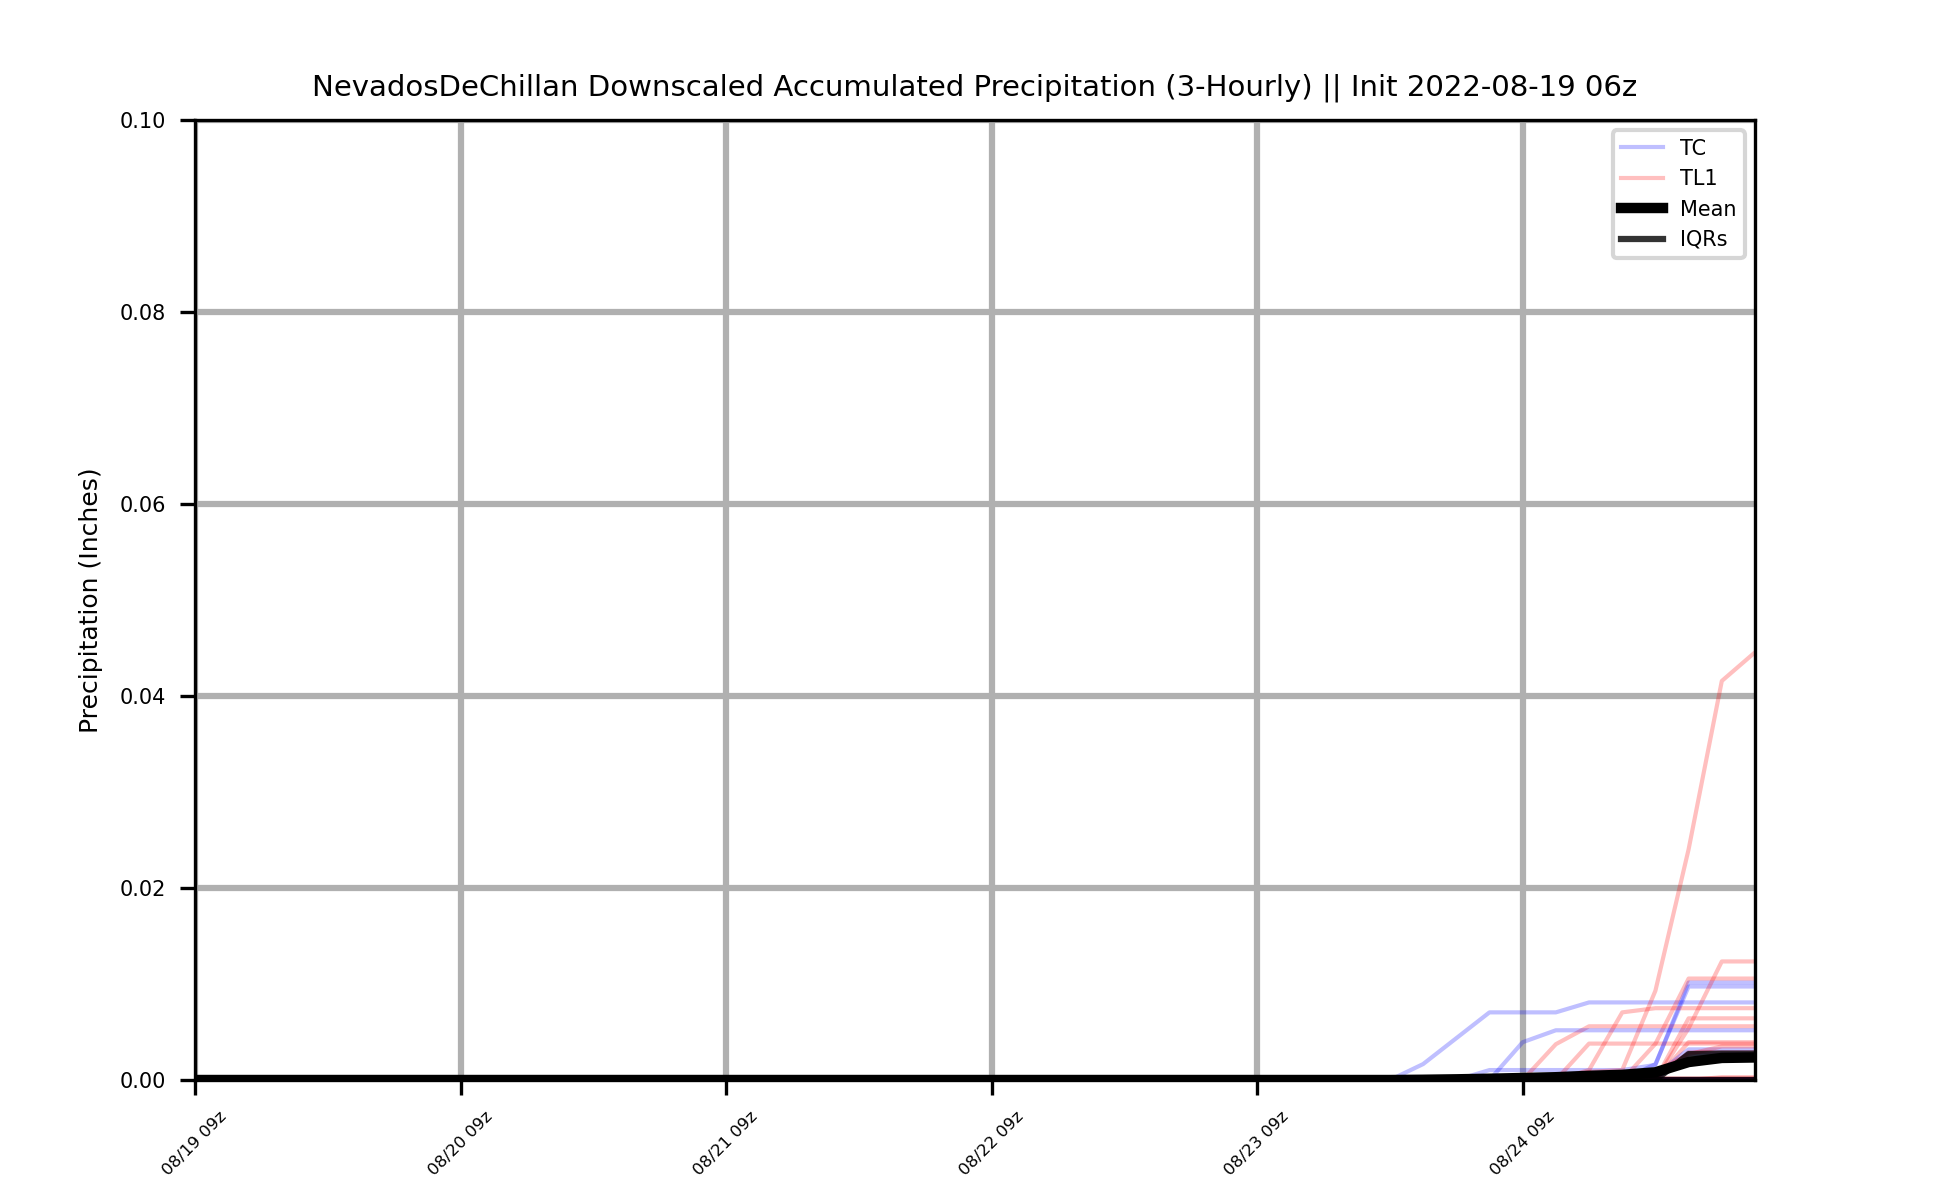 NevadosDeChillan Downscaled Accumulated Precipitation (3-Hourly) || Init 2022-08-19 06z
Precipitation (Inches)
0.10
0.08
0.06
0.04
0.02
0.00
TC
TL1
Mean
IQRs
08/19 09z
08/20 09z
08/21 09z
08/22 09z
08/23 09z
08/24 09z